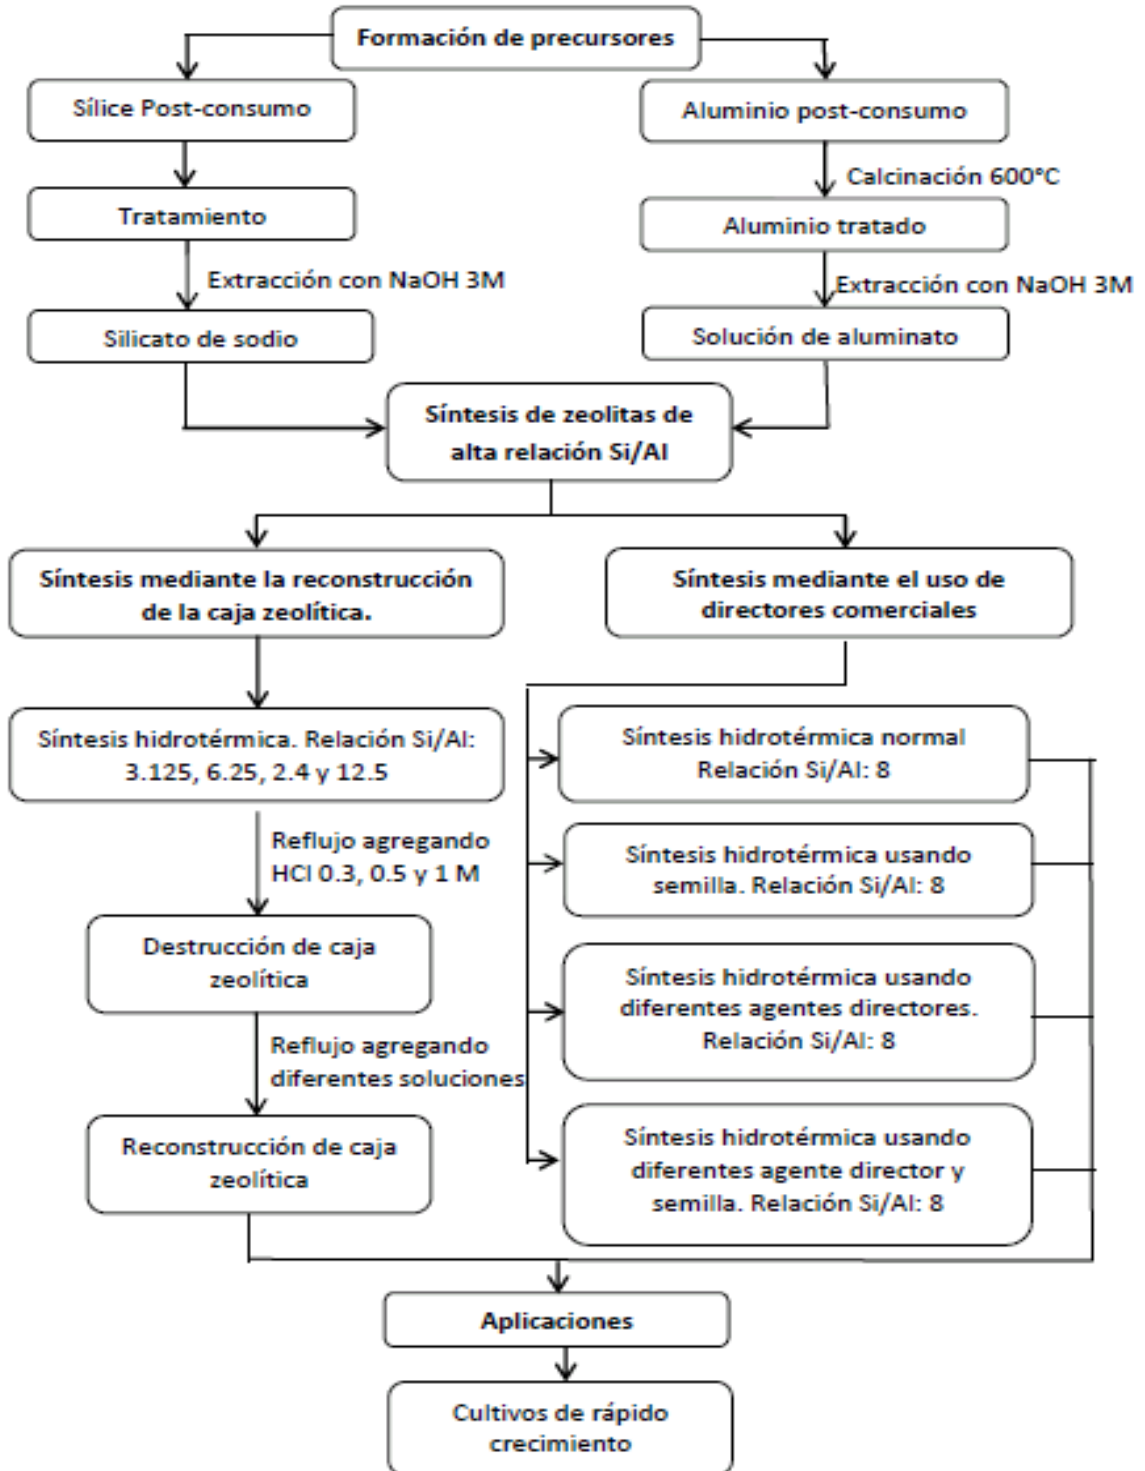 Formación de precursores
Sílice Post-consumo
Aluminio post-consumo
Calcinación 600°C
Tratamiento
Aluminio tratado
Extracción con NaOH 3M
Extracción con NaOH 3M
Silicato de sodio
Solución de aluminato
Síntesis de zeolitas de
alta relación Si/Al
Síntesis mediante la reconstrucción
de la caja zeolítica.
Síntesis mediante el uso de
directores comerciales
Síntesis hidrotérmica. Relación Si/Al:
3.125, 6.25, 2.4 y 12.5
Reflujo agregando
HCl 0.3, 0.5 y 1 M
Destrucción de caja
zeolítica
Reflujo agregando
diferentes soluciones
Reconstrucción de caja
zeolítica
Síntesis hidrotérmica normal
Relación Si/Al: 8
Síntesis hidrotérmica usando
semilla. Relación Si/Al: 8
Síntesis hidrotérmica usando
diferentes agentes directores.
Relación Si/Al: 8
Síntesis hidrotérmica usando
diferentes agente director y
semilla. Relación Si/Al: 8
Aplicaciones
Cultivos de rápido
crecimiento